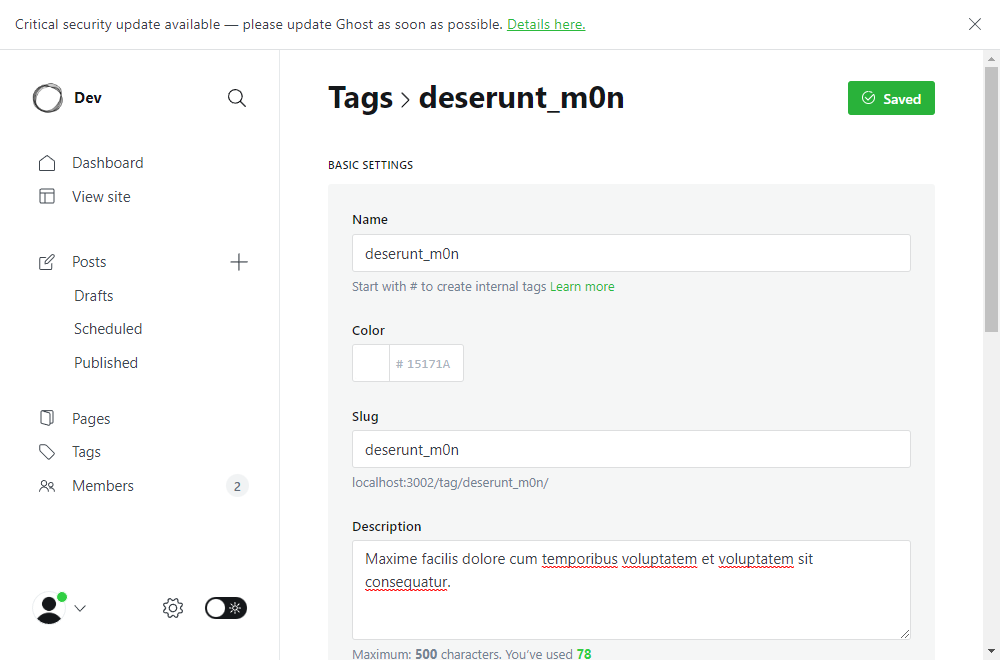 Critical security update available — please update Ghost as soon as possible. Details here.
Dev
Dashboard
View site
Posts
Drafts
Scheduled
Published
Pages
Tags
Members
2
Tags > deserunt_m0n
Saved
BASIC SETTINGS
Name
deserunt_m0n
Start with # to create internal tags Learn more
Color
# 15171A
Slug
deserunt_m0n
localhost:3002/tag/deserunt_m0n/
Description
Maxime facilis dolore cum temporibus voluptatem et voluptatem sit
consequatur.
Maximum: 500 characters. You’ve used 78